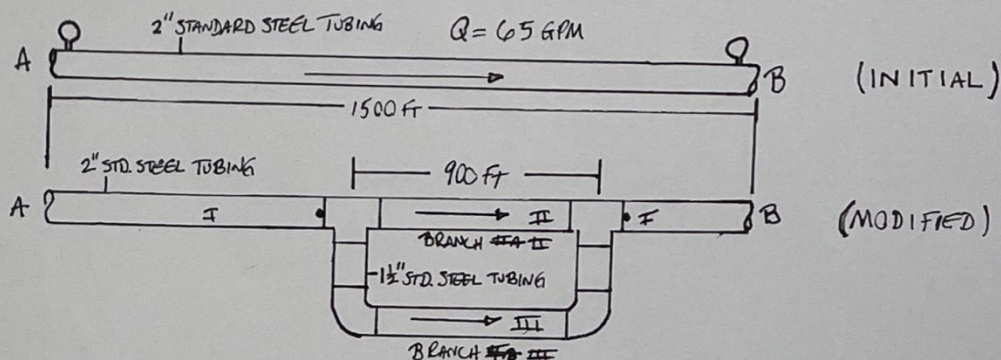 2" STANDARD STEEL TUBING Q = 65 GPM
A B (INITIAL)
1500 FT
2" STD. STEEL TUBING 900 FT
A I II I B (MODIFIED)
BRANCH II
1½" STD. STEEL TUBING
III
BRANCH III